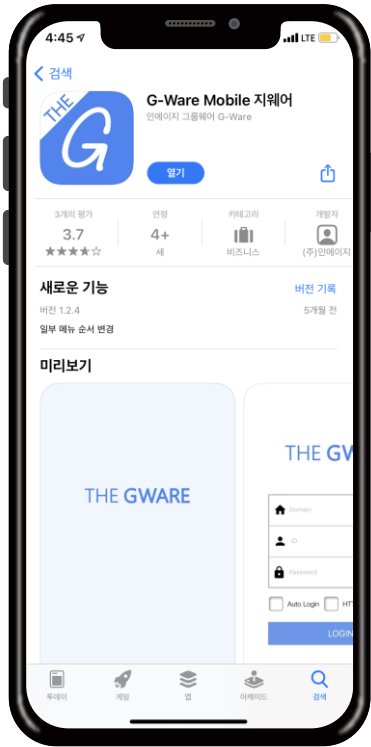 4:45
LTE
검색
THE
G
G-Ware Mobile 지웨어
인메이지 그룹웨어 G-Ware
열기
3개의 평가
연령
카테고리
개발자
3.7
4+
★★★★☆
세
비즈니스
(주)인메이지
새로운 기능
버전 기록
버전 1.2.4
5개월 전
일부 메뉴 순서 변경
미리보기
THE GWARE
THE GW
Domain
ID
Password
Auto Login
HTT
LOGIN
투데이
게임
앱
아케이드
검색